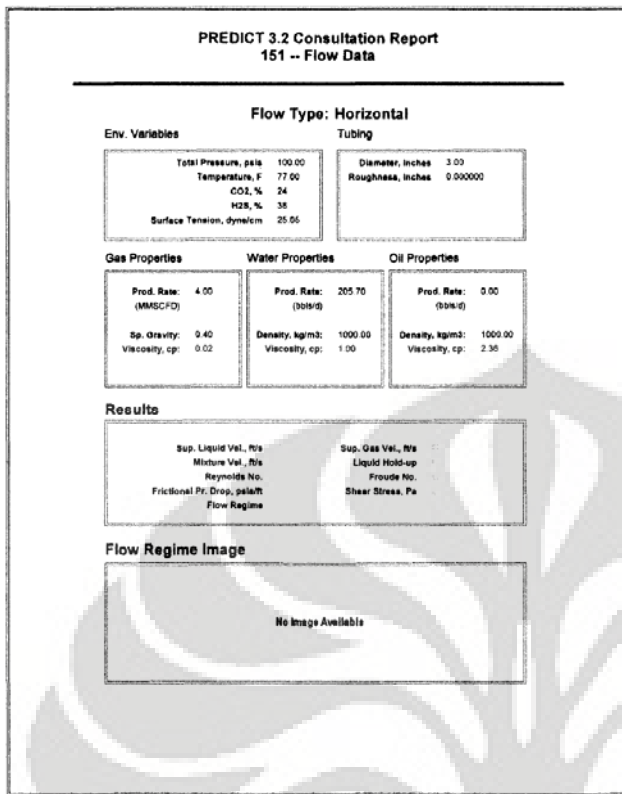 PREDICT 3.2 Consultation Report
151 -- Flow Data
Flow Type: Horizontal
Env. Variables
Total Pressure, psia 100.00
Temperature, F 77.00
CO2, % 24
H2S, % 38
Surface Tension, dyne/cm
Tubing
Diameter, inches 3.00
Roughness, inches 0.000000
Gas Properties
Prod. Rate: 4.00
(MMSCFD)
Sp. Gravity: 0.40
Viscosity, cp: 0.02
Water Properties
Prod. Rate: 205.70
(bbls/d)
Density, kg/m3: 1000.00
Viscosity, cp: 1.00
Oil Properties
Prod. Rate: 0.00
(bbls/d)
Density, kg/m3: 1000.00
Viscosity, cp:
Results
Sup. Liquid Vel., ft/s
Mixture Vel., ft/s
Reynolds No.
Frictional Pr. Drop, psia/ft
Flow Regime
Sup. Gas Vel., ft/s
Liquid Hold-up
Froude No.
Shear Stress, Pa
Flow Regime Image
No Image Available